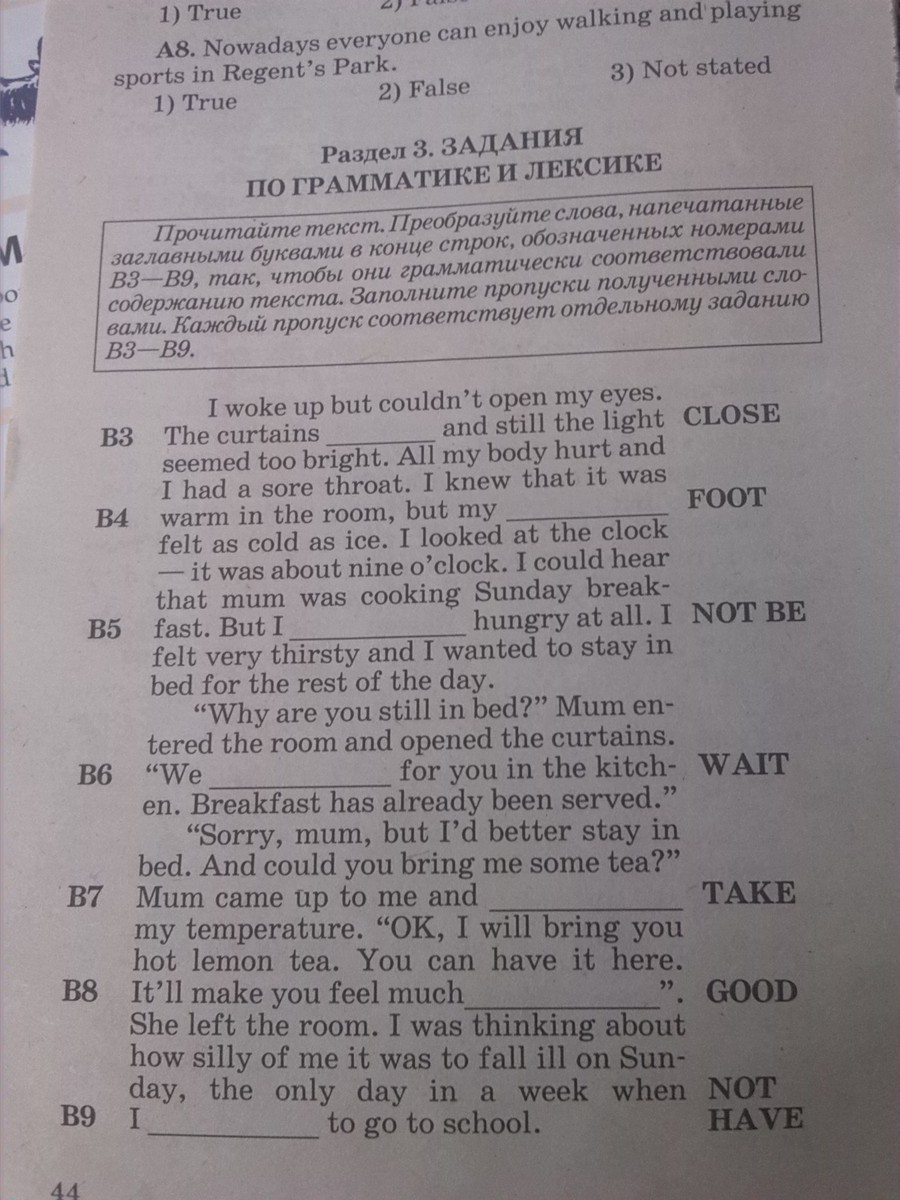 1) True
A8. Nowadays everyone can enjoy walking and playing
sports in Regent's Park.
1) True 2) False 3) Not stated
Раздел 3. ЗАДАНИЯ
ПО ГРАММАТИКЕ И ЛЕКСИКЕ
Прочитайте текст. Преобразуйте слова, напечатанные
заглавными буквами в конце строк, обозначенных номерами
B3—B9, так, чтобы они грамматически соответствовали
содержанию текста. Заполните пропуски полученными сло-
вами. Каждый пропуск соответствует отдельному заданию
B3—B9.
I woke up but couldn't open my eyes.
B3 The curtains ________ and still the light CLOSE
seemed too bright. All my body hurt and
I had a sore throat. I knew that it was
B4 warm in the room, but my ____________ FOOT
felt as cold as ice. I looked at the clock
— it was about nine o'clock. I could hear
that mum was cooking Sunday break-
B5 fast. But I ____________ hungry at all. I NOT BE
felt very thirsty and I wanted to stay in
bed for the rest of the day.
“Why are you still in bed?” Mum en-
tered the room and opened the curtains.
B6 “We ____________ for you in the kitch- WAIT
en. Breakfast has already been served.”
“Sorry, mum, but I'd better stay in
bed. And could you bring me some tea?”
B7 Mum came up to me and ____________ TAKE
my temperature. “OK, I will bring you
hot lemon tea. You can have it here.
B8 It'll make you feel much____________”. GOOD
She left the room. I was thinking about
how silly of me it was to fall ill on Sun-
day, the only day in a week when NOT
B9 I ____________ to go to school. HAVE
44